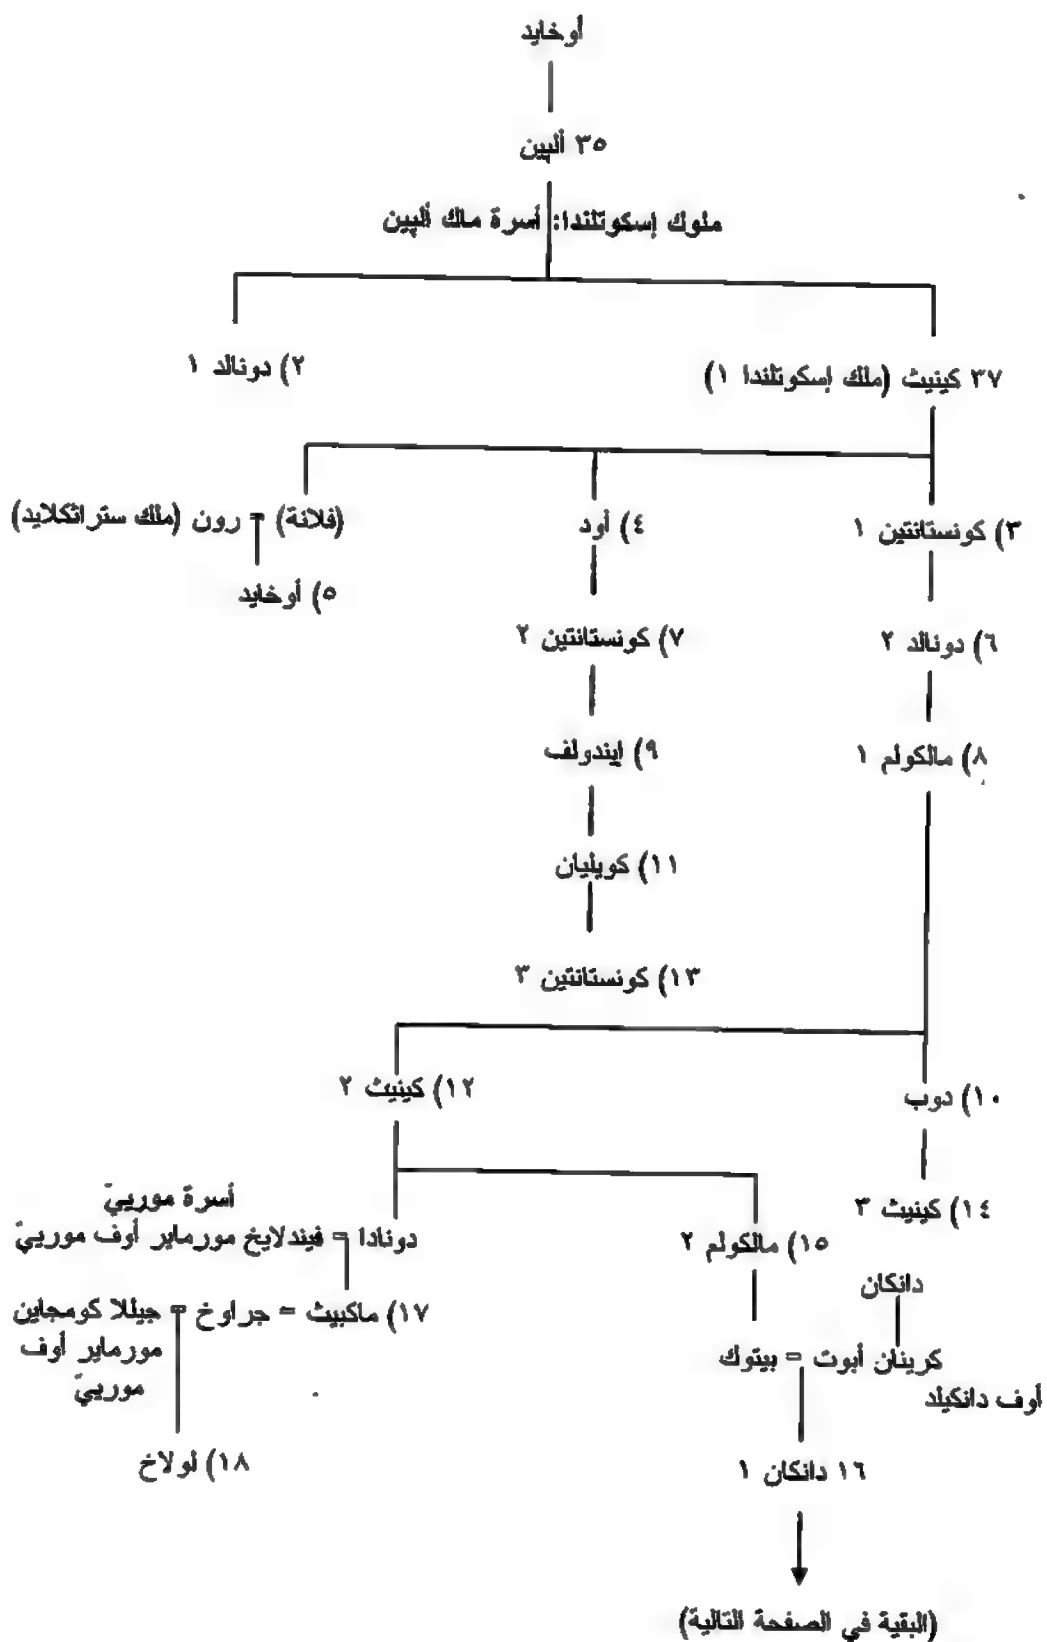 أوخايد
٣٥ ألبين
ملوك إسكوتلندا: أسرة ماك ألبين
٣٧ كينيث (ملك إسكوتلندا ١)
٢) دونالد ١
٣) كونستانتين ١
٤) أود
(فلانة) = رون (ملك ستراثكلايد)
٥) أوخايد
٦) دونالد ٢
٧) كونستانتين ٢
٨) مالكولم ١
٩) إيندولف
١١) كويليان
١٣) كونستانتين ٣
١٠) دوب
١٢) كينيث ٢
١٤) كينيث ٣
١٥) مالكولم ٢
أسرة موريي
دونادا = فيندلايخ مورماير أوف موريي
دانكان
١٧) ماكبيث = جراوخ = جيللا كومجاين
مورماير أوف
موريي
كرينان أبوت = بيتوك
أوف دانكيلد
١٨) لولاخ
١٦ دانكان ١
(البقية في الصفحة التالية)